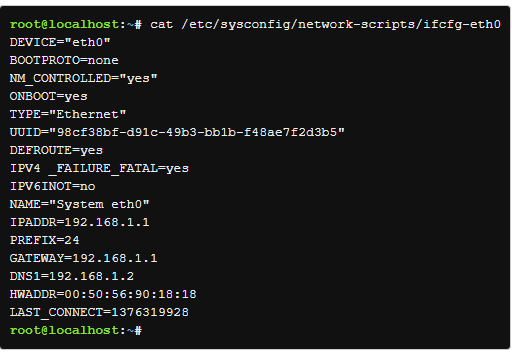 root@localhost:~# cat /etc/sysconfig/network-scripts/ifcfg-eth0
DEVICE="eth0"
BOOTPROTO=none
NM_CONTROLLED="yes"
ONBOOT=yes
TYPE="Ethernet"
UUID="98cf38bf-d91c-49b3-bb1b-f48ae7f2d3b5"
DEFROUTE=yes
IPV4 _FAILURE_FATAL=yes
IPV6INOT=no
NAME="System eth0"
IPADDR=192.168.1.1
PREFIX=24
GATEWAY=192.168.1.1
DNS1=192.168.1.2
HWADDR=00:50:56:90:18:18
LAST_CONNECT=1376319928
root@localhost:~#